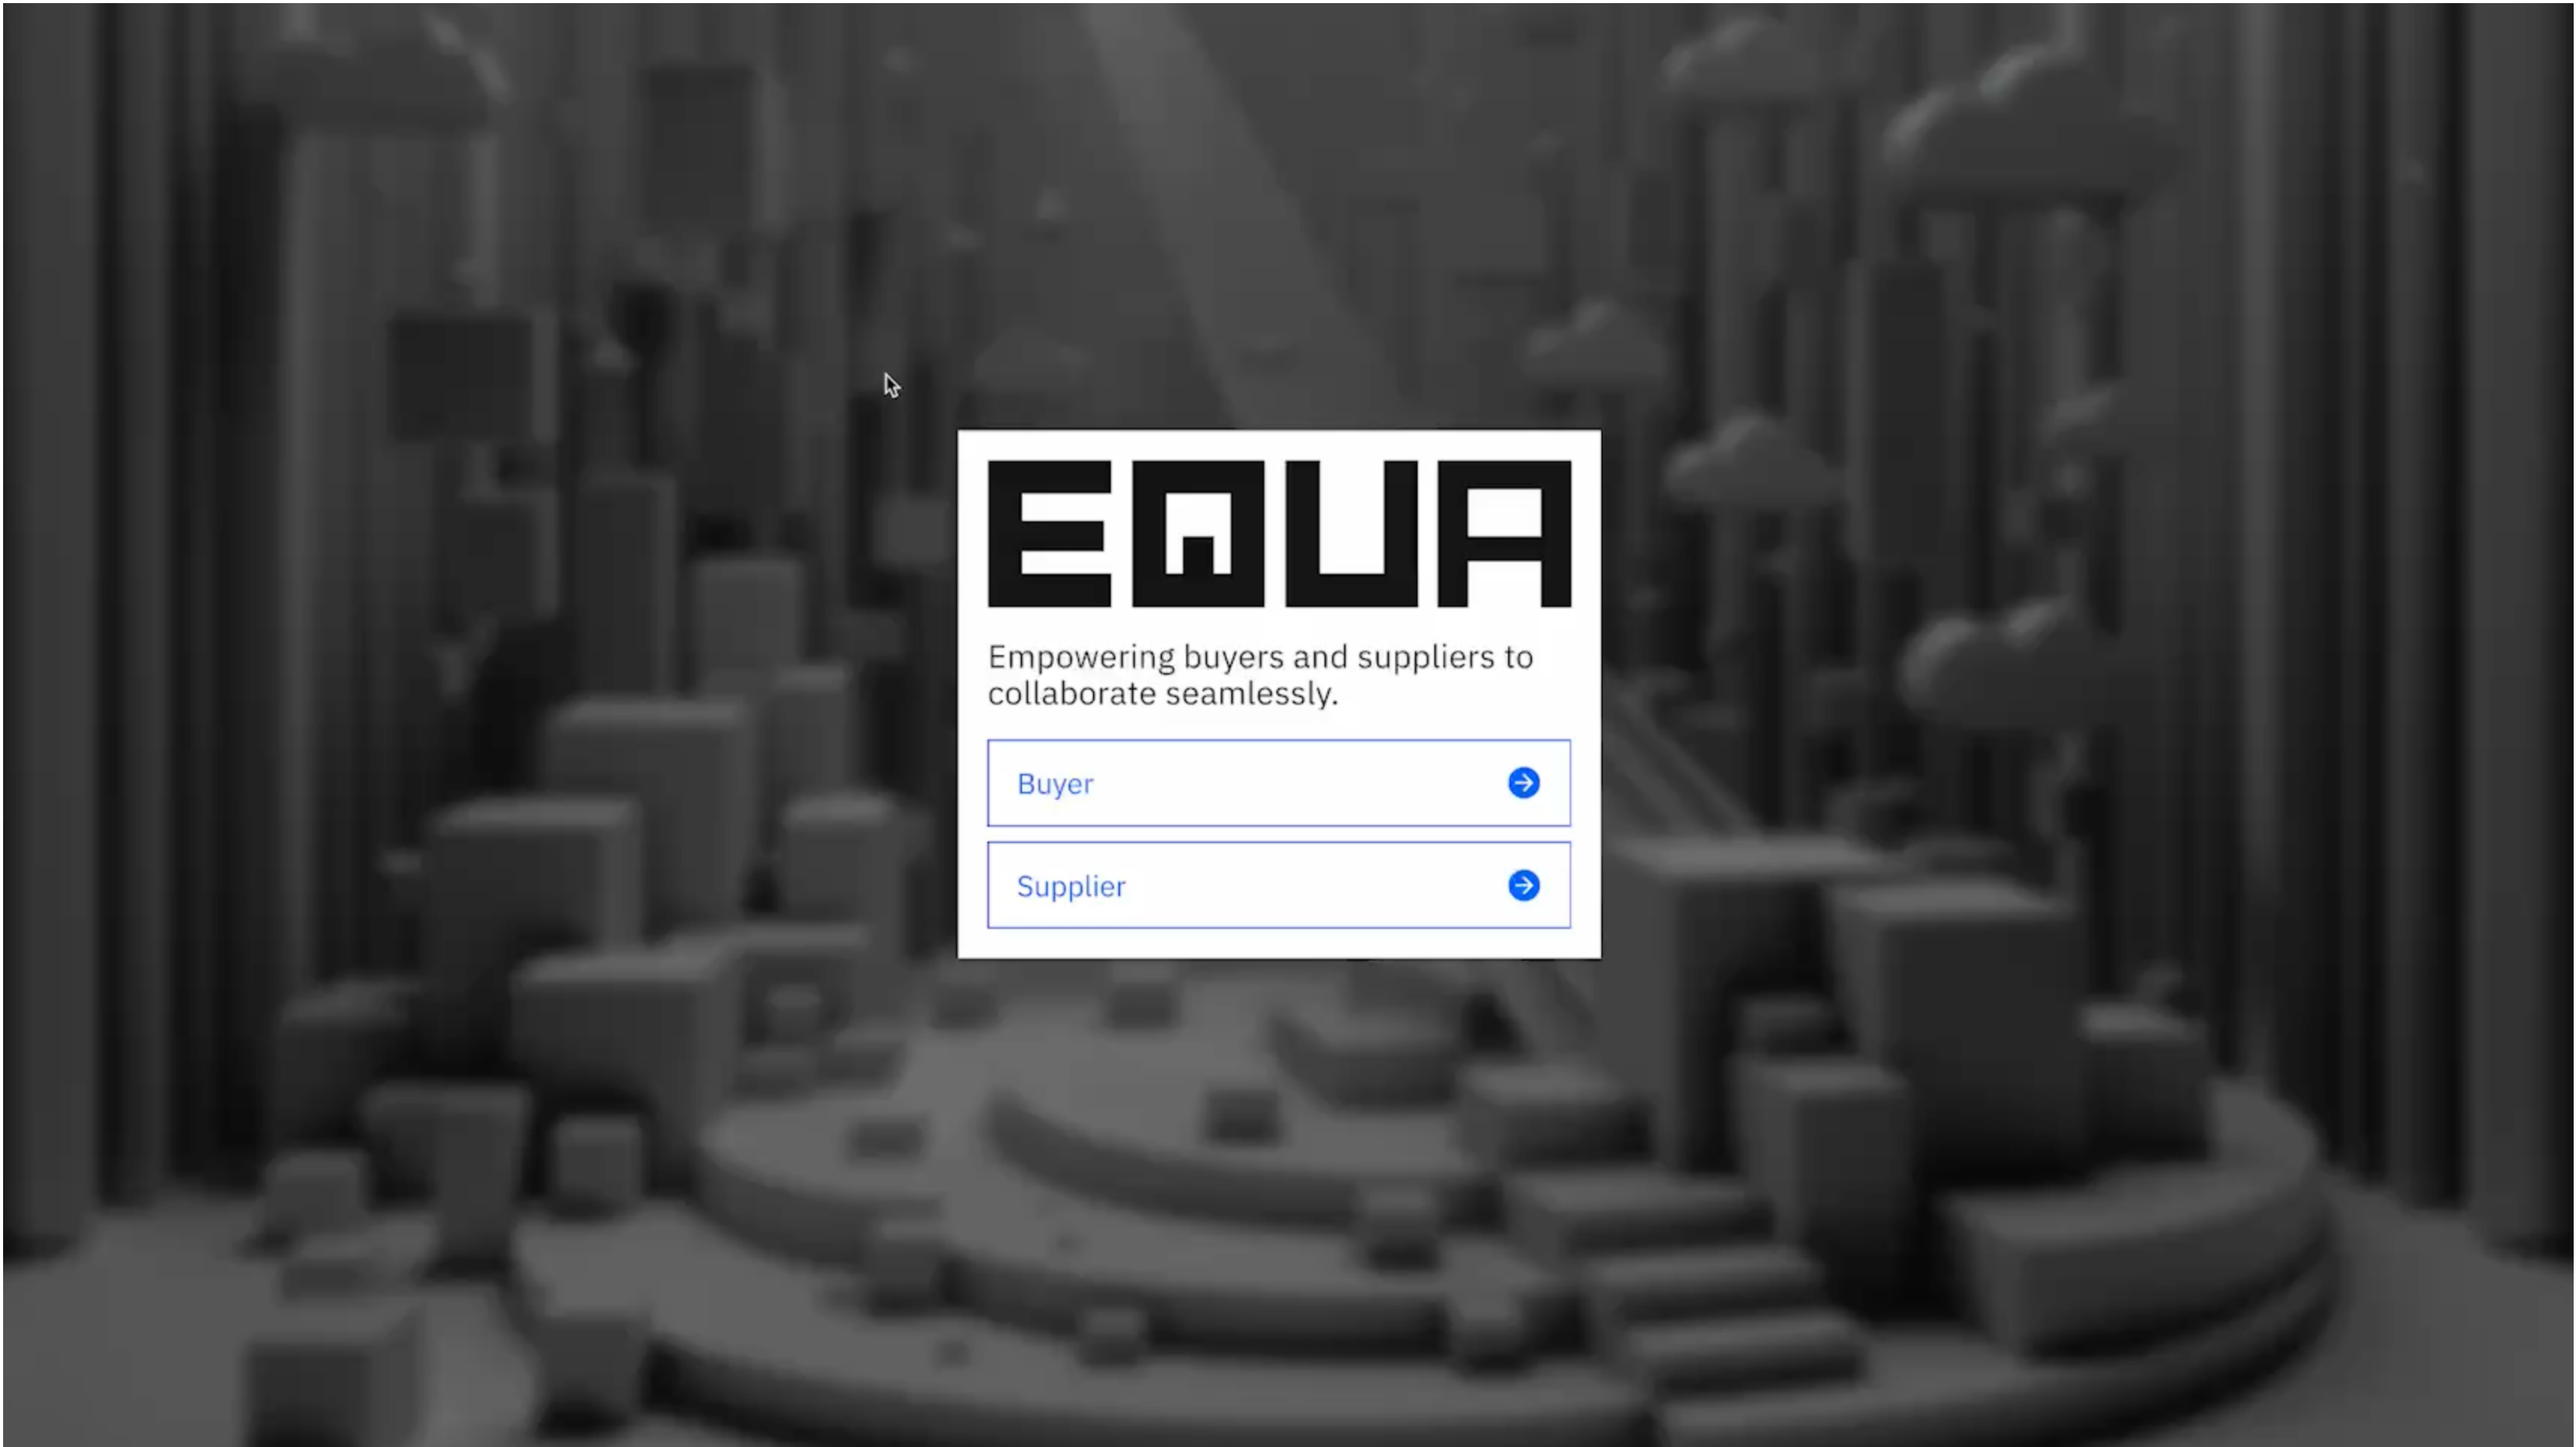 EQUA
Empowering buyers and suppliers to
collaborate seamlessly.
Buyer
Supplier